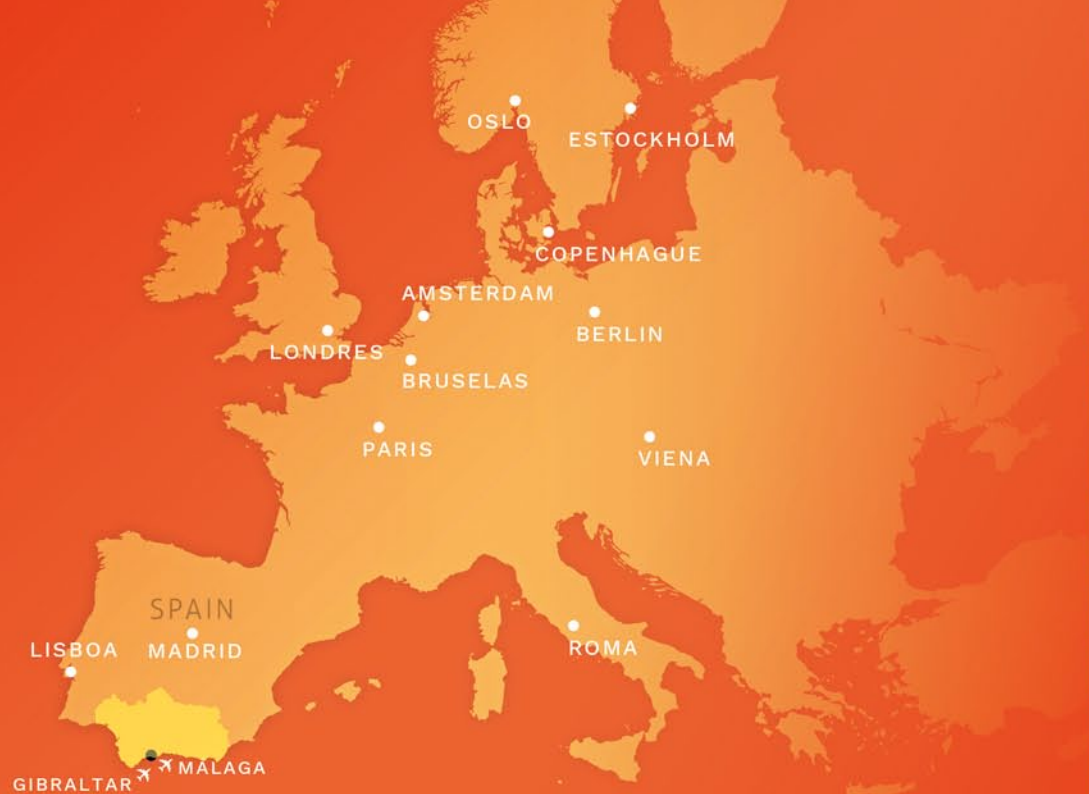 OSLO
ESTOCKHOLM
COPENHAGUE
AMSTERDAM
BERLIN
LONDRES
BRUSELAS
PARIS
VIENA
SPAIN
LISBOA
MADRID
ROMA
MÁLAGA
GIBRALTAR